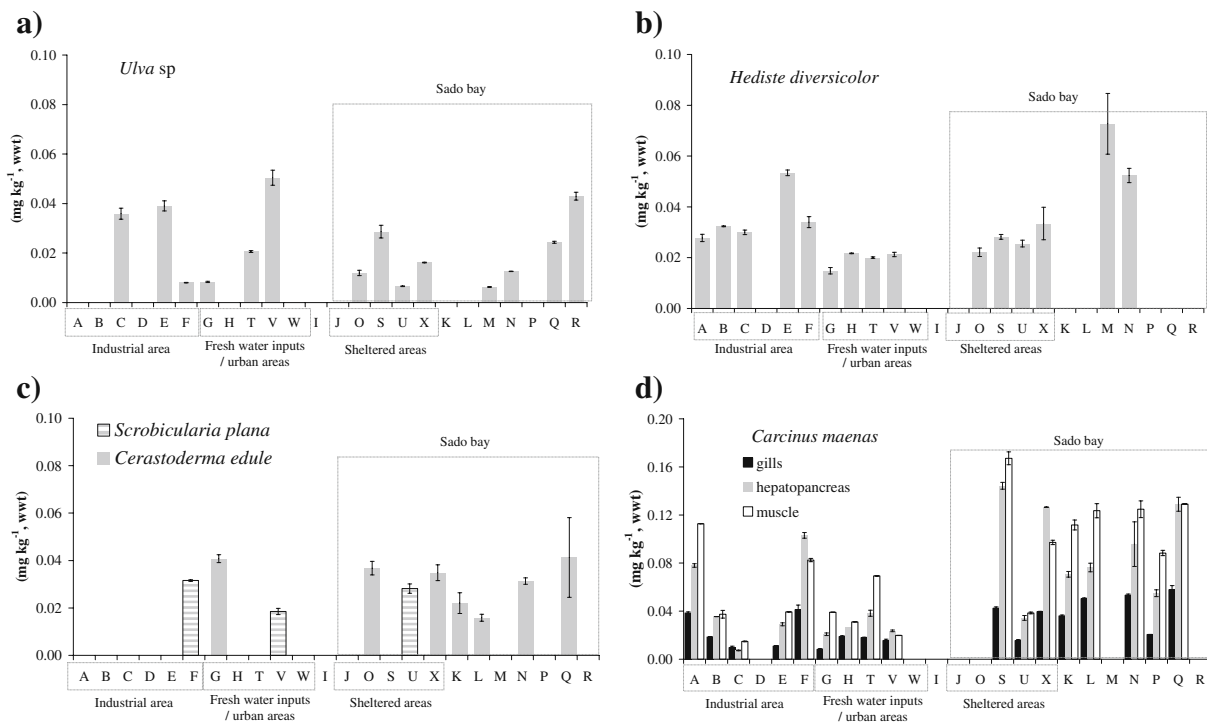 a)
Ulva sp
Sado bay
(mg kg⁻¹, wwt)
0.10
0.08
0.06
0.04
0.02
0.00
A B C D E F G H T V W I J O S U X K L M N P Q R
Industrial area Fresh water inputs / urban areas Sheltered areas
b)
Hediste diversicolor
Sado bay
(mg kg⁻¹, wwt)
0.10
0.08
0.06
0.04
0.02
0.00
A B C D E F G H T V W I J O S U X K L M N P Q R
Industrial area Fresh water inputs / urban areas Sheltered areas
c)
Scrobicularia plana
Cerastoderma edule
Sado bay
(mg kg⁻¹, wwt)
0.10
0.08
0.06
0.04
0.02
0.00
A B C D E F G H T V W I J O S U X K L M N P Q R
Industrial area Fresh water inputs / urban areas Sheltered areas
d)
Carcinus maenas
gills
hepatopancreas
muscle
Sado bay
(mg kg⁻¹, wwt)
0.20
0.16
0.12
0.08
0.04
0.00
A B C D E F G H T V W I J O S U X K L M N P Q R
Industrial area Fresh water inputs / urban areas Sheltered areas